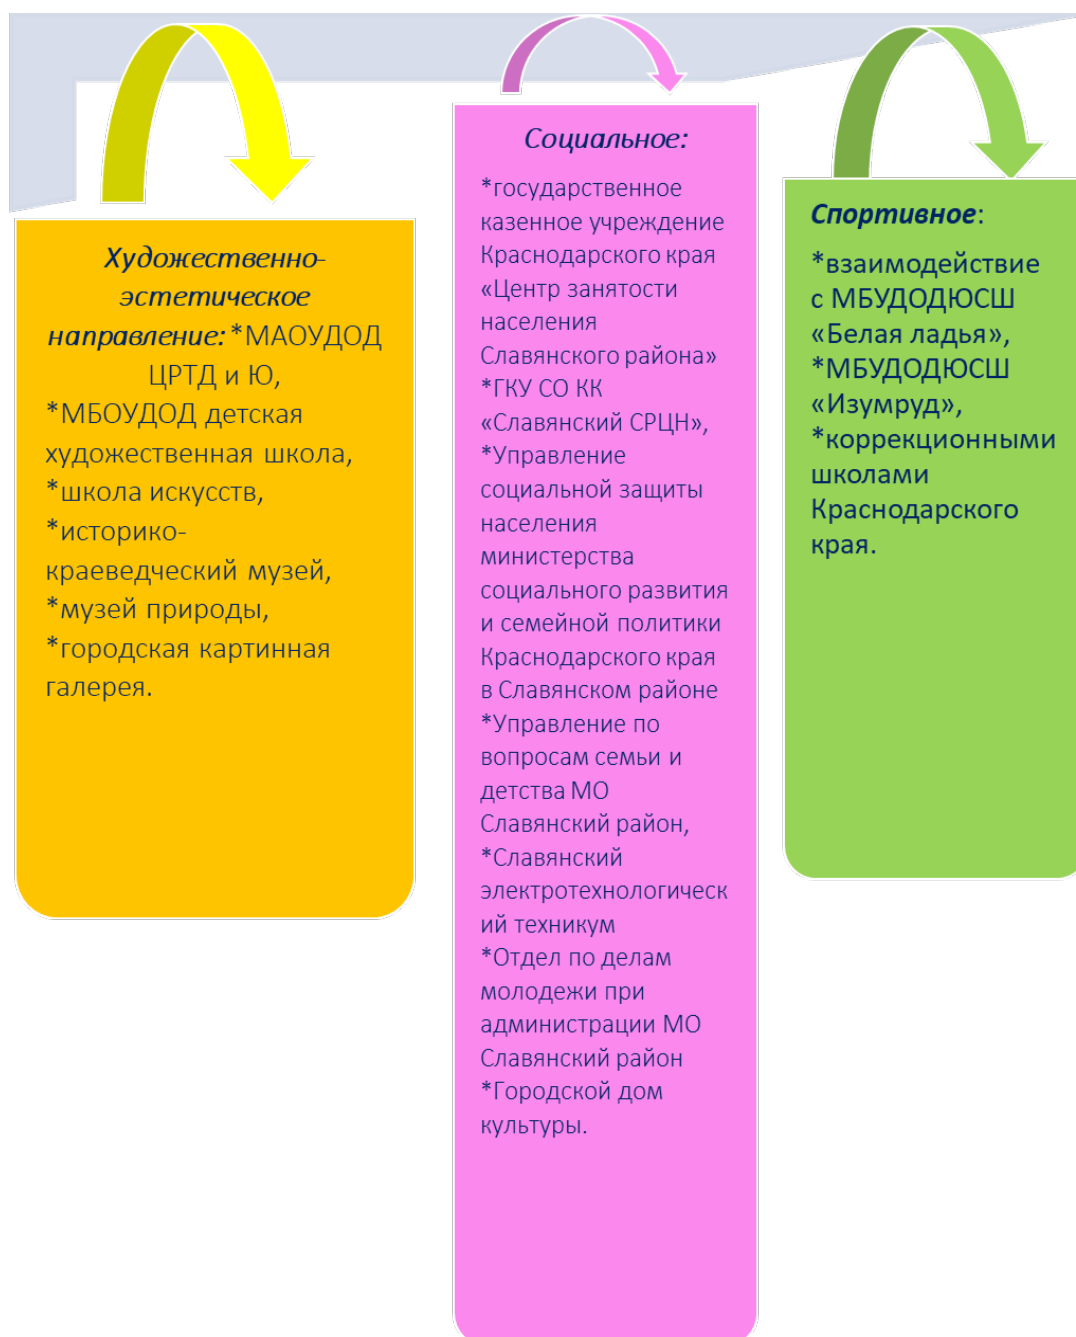 Художественно-
эстетическое
направление: *МАОУДОД
ЦРТД и Ю,
*МБОУДОД детская
художественная школа,
*школа искусств,
*историко-
краеведческий музей,
*музей природы,
*городская картинная
галерея.
Социальное:
*государственное
казенное учреждение
Краснодарского края
«Центр занятости
населения
Славянского района»
*ГКУ СО КК
«Славянский СРЦН»,
*Управление
социальной защиты
населения
министерства
социального развития
и семейной политики
Краснодарского края
в Славянском районе
*Управление по
вопросам семьи и
детства МО
Славянский район,
*Славянский
электротехнологическ
ий техникум
*Отдел по делам
молодежи при
администрации МО
Славянский район
*Городской дом
культуры.
Спортивное:
*взаимодействие
с МБУДОДЮСШ
«Белая ладья»,
*МБУДОДЮСШ
«Изумруд»,
*коррекционными
школами
Краснодарского
края.